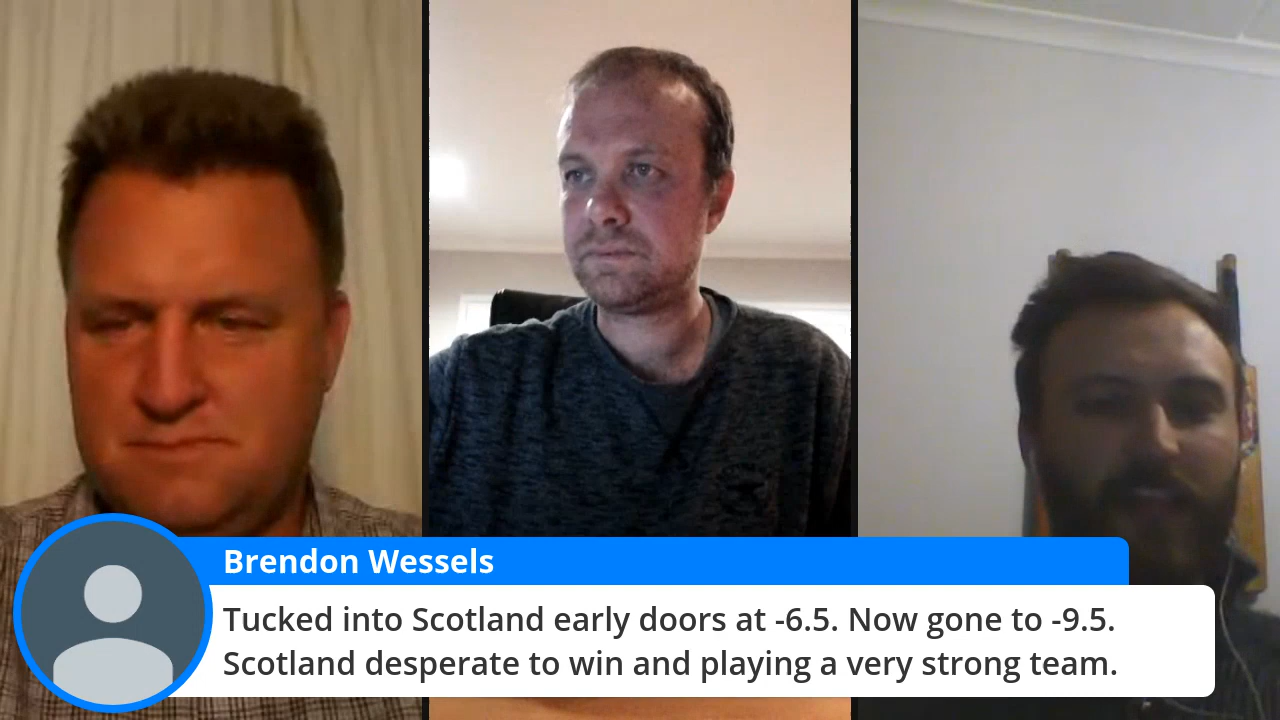 Brendon Wessels
Tucked into Scotland early doors at -6.5. Now gone to -9.5.
Scotland desperate to win and playing a very strong team.